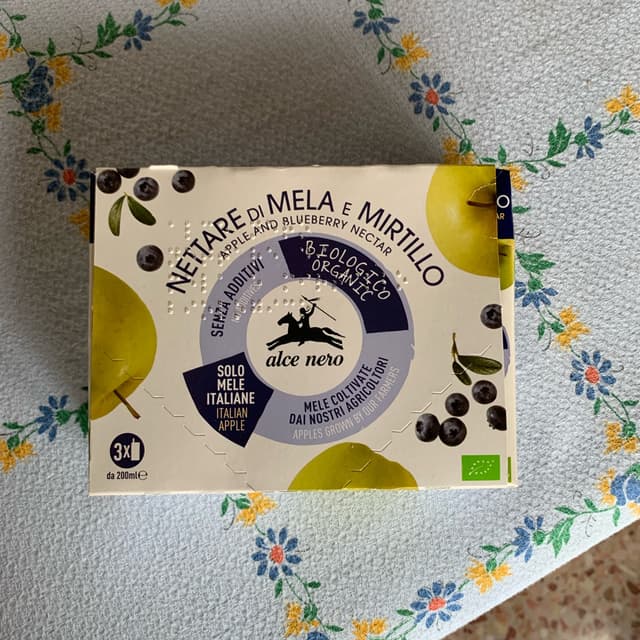 NETTARE DI MELA E MIRTILLO
APPLE AND BLUEBERRY NECTAR
BIOLOGICO
ORGANIC
SENZA ADDITIVI
alce nero
SOLO
MELE
ITALIANE
ITALIAN
APPLE
MELE COLTIVATE
DAI NOSTRI AGRICOLTORI
APPLES GROWN BY OUR FARMERS
3x
da 200ml e
O
AR